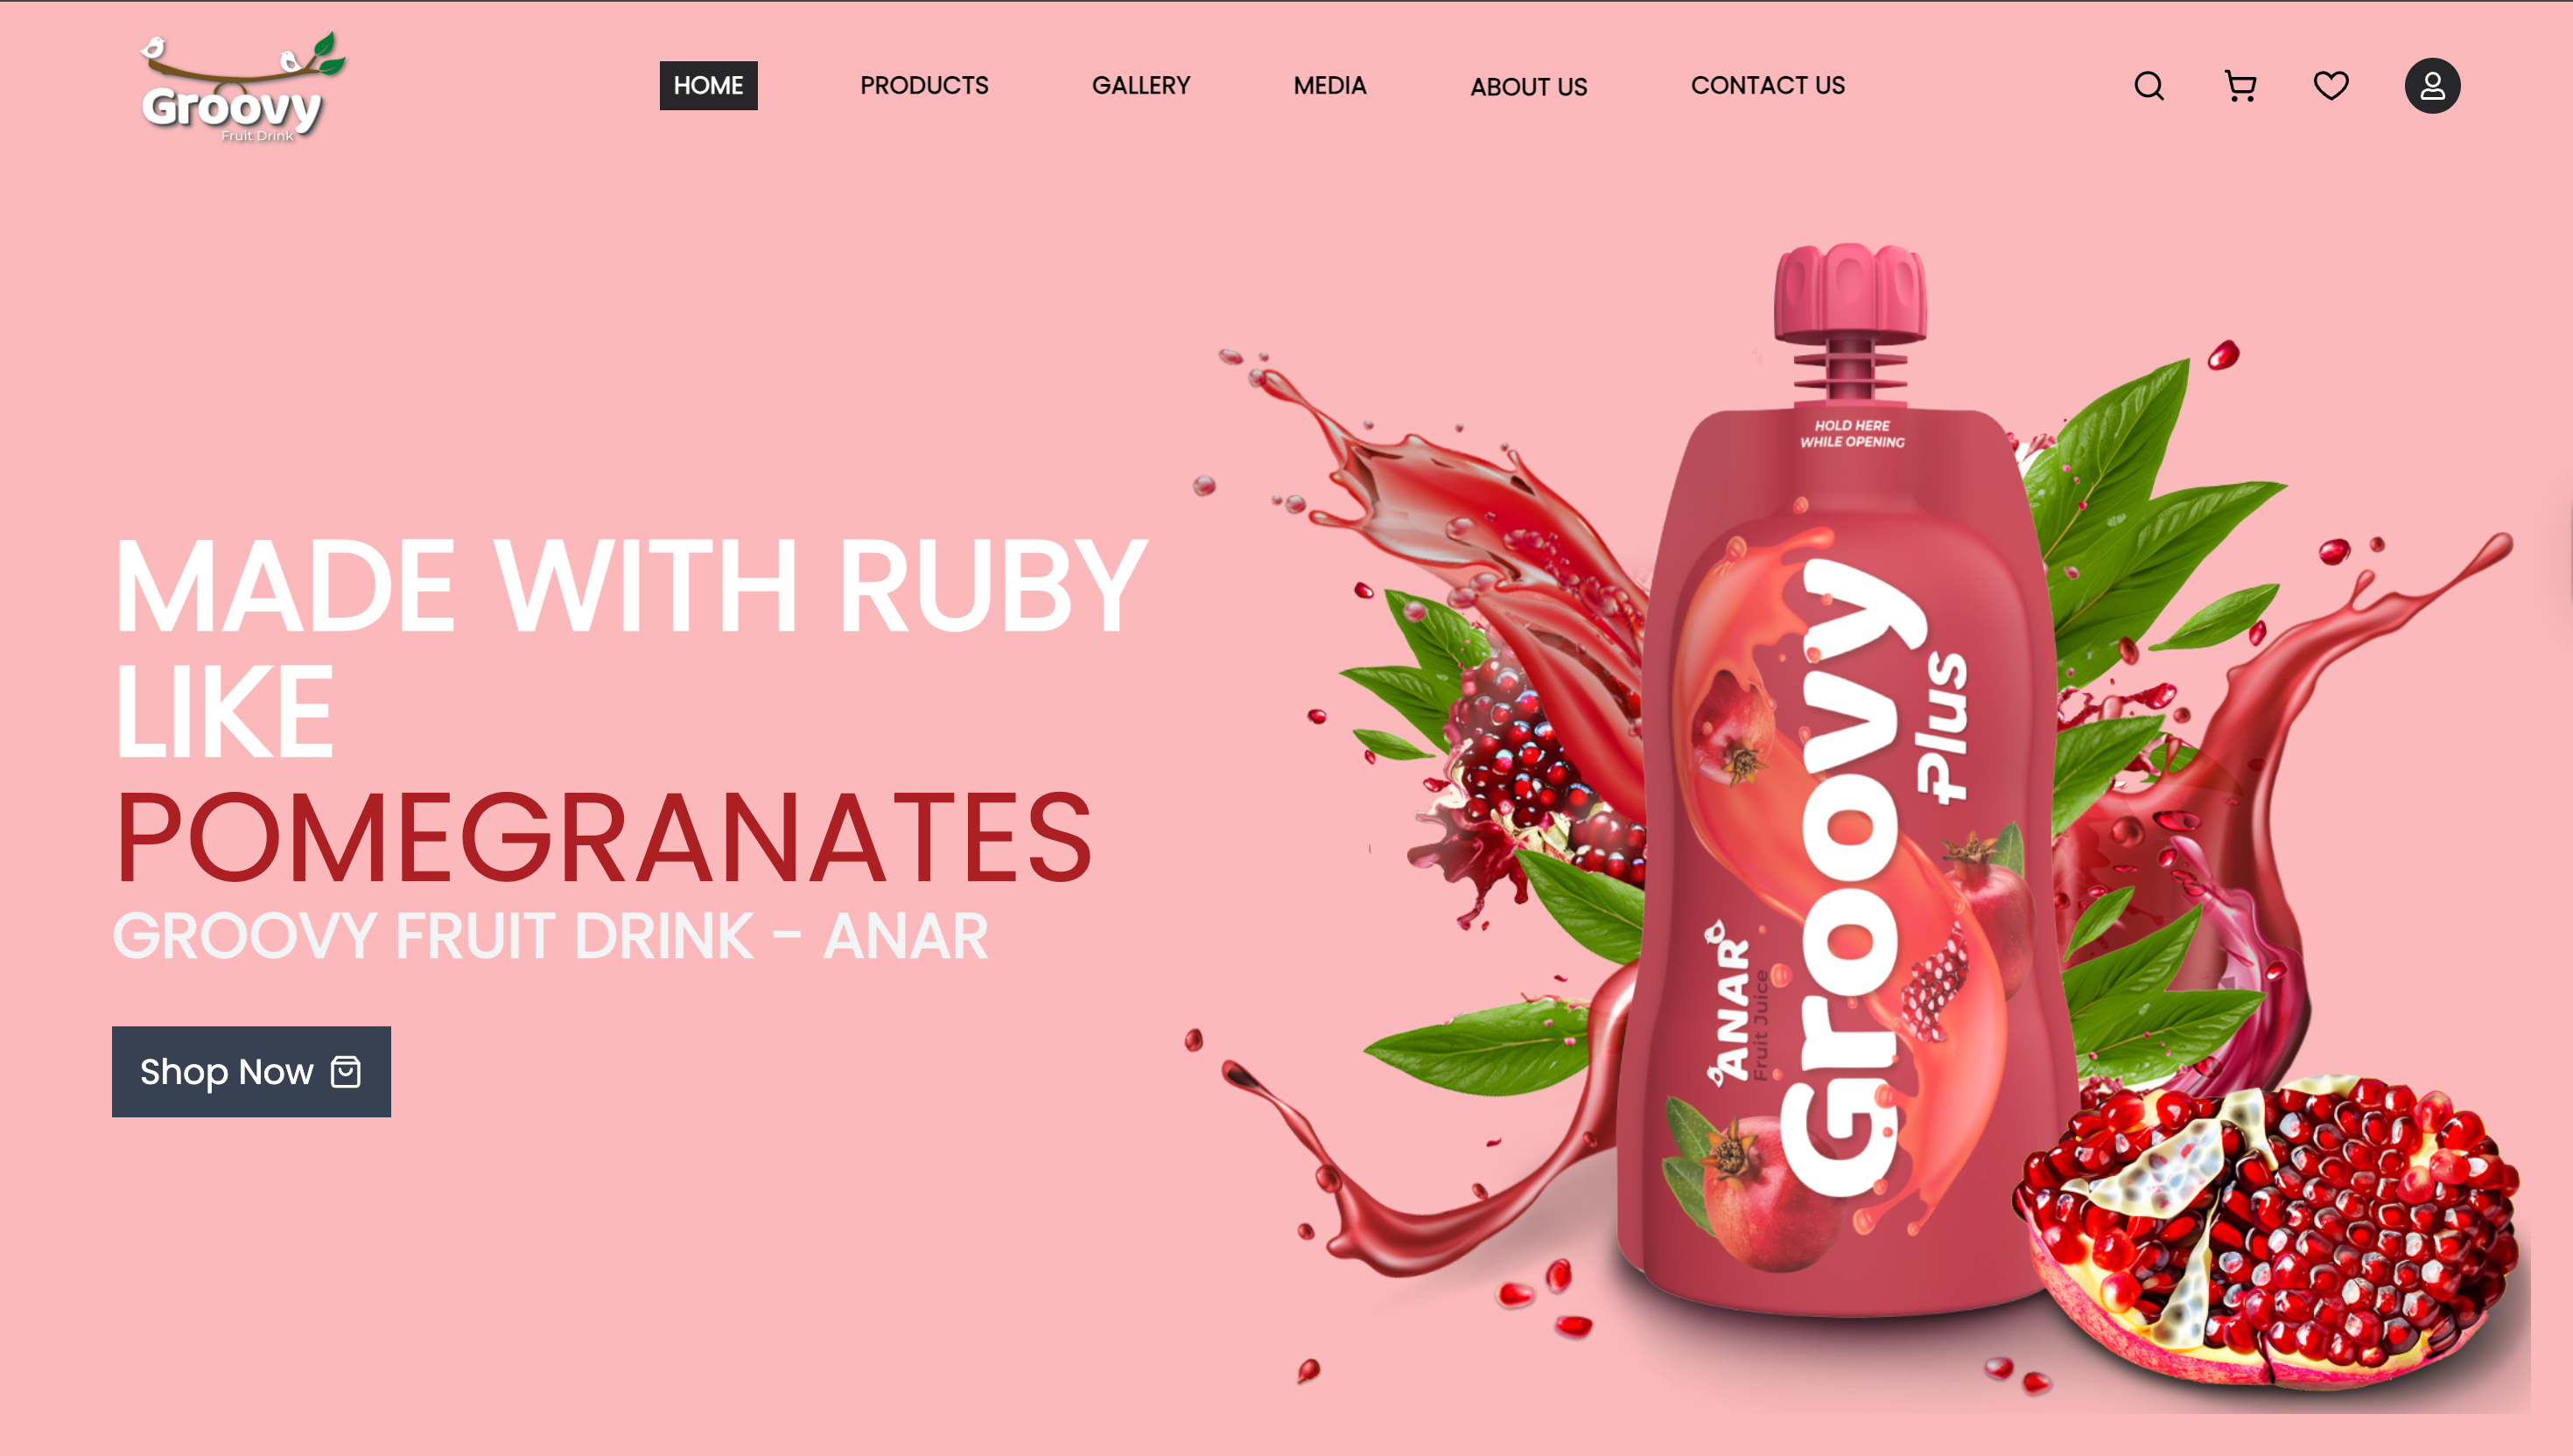 Groovy
Fruit Drink
HOME
PRODUCTS
GALLERY
MEDIA
ABOUT US
CONTACT US
MADE WITH RUBY
LIKE
POMEGRANATES
GROOVY FRUIT DRINK - ANAR
Shop Now
HOLD HERE
WHILE OPENING
Groovy
Plus
ANAR
Fruit Juice